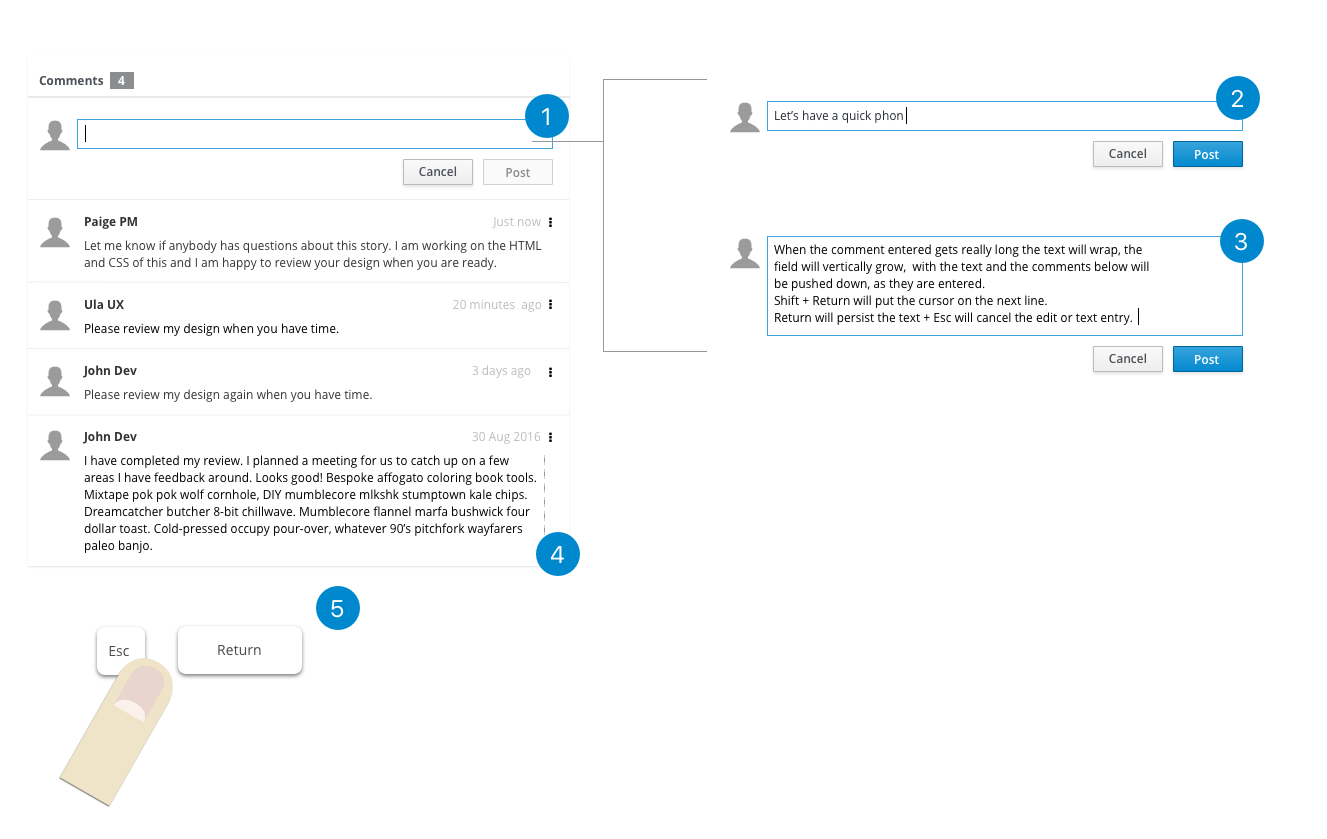 Comments 4
1
Cancel Post
Paige PM Just now
Let me know if anybody has questions about this story. I am working on the HTML
and CSS of this and I am happy to review your design when you are ready.
Ula UX 20 minutes ago
Please review my design when you have time.
John Dev 3 days ago
Please review my design again when you have time.
John Dev 30 Aug 2016
I have completed my review. I planned a meeting for us to catch up on a few
areas I have feedback around. Looks good! Bespoke affogato coloring book tools.
Mixtape pok pok wolf cornhole, DIY mumblecore mlkshk stumptown kale chips.
Dreamcatcher butcher 8-bit chillwave. Mumblecore flannel marfa bushwick four
dollar toast. Cold-pressed occupy pour-over, whatever 90’s pitchfork wayfarers
paleo banjo.
4
2
Let’s have a quick phon
Cancel Post
3
When the comment entered gets really long the text will wrap, the
field will vertically grow, with the text and the comments below will
be pushed down, as they are entered.
Shift + Return will put the cursor on the next line.
Return will persist the text + Esc will cancel the edit or text entry.
Cancel Post
5
Esc Return